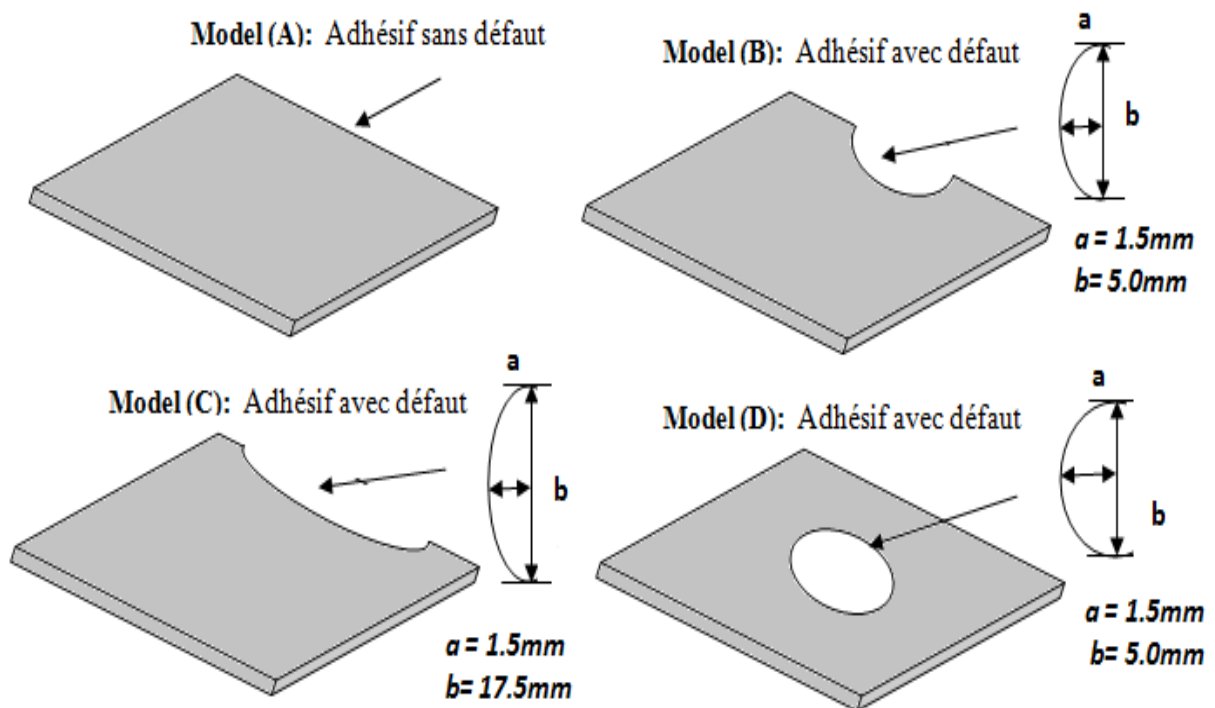 Model (A): Adhésif sans défaut
Model (B): Adhésif avec défaut
a
b
a = 1.5mm
b= 5.0mm
Model (C): Adhésif avec défaut
a
b
a = 1.5mm
b= 17.5mm
Model (D): Adhésif avec défaut
a
b
a = 1.5mm
b= 5.0mm